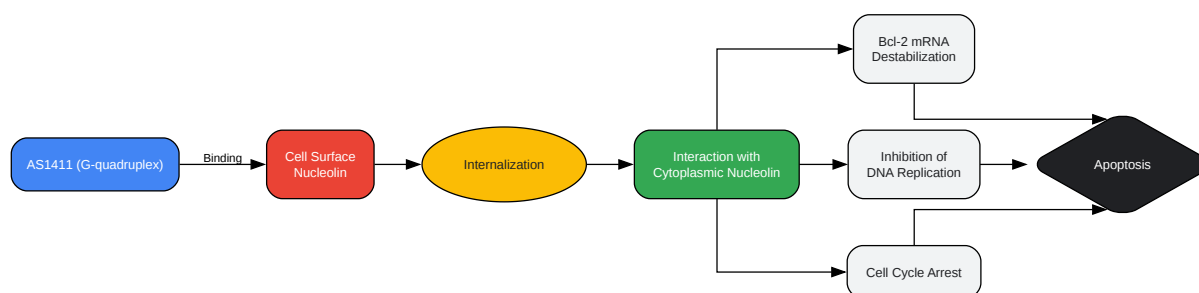 AS1411 (G-quadruplex)
Binding
Cell Surface
Nucleolin
Internalization
Interaction with
Cytoplasmic Nucleolin
Bcl-2 mRNA
Destabilization
Inhibition of
DNA Replication
Cell Cycle Arrest
Apoptosis